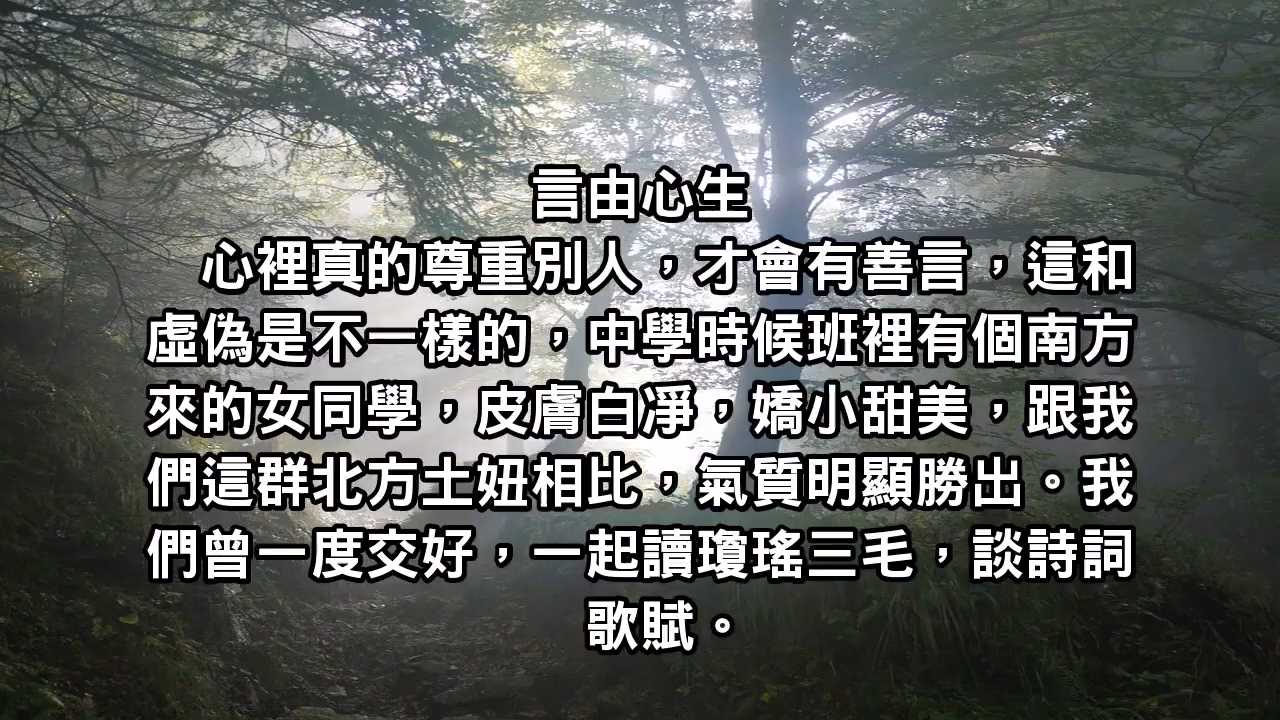 言由心生
心裡真的尊重別人，才會有善言，這和
虛偽是不一樣的，中學時候班裡有個南方
來的女同學，皮膚白凈，嬌小甜美，跟我
們這群北方土妞相比，氣質明顯勝出。我
們曾一度交好，一起讀瓊瑤三毛，談詩詞
歌賦。